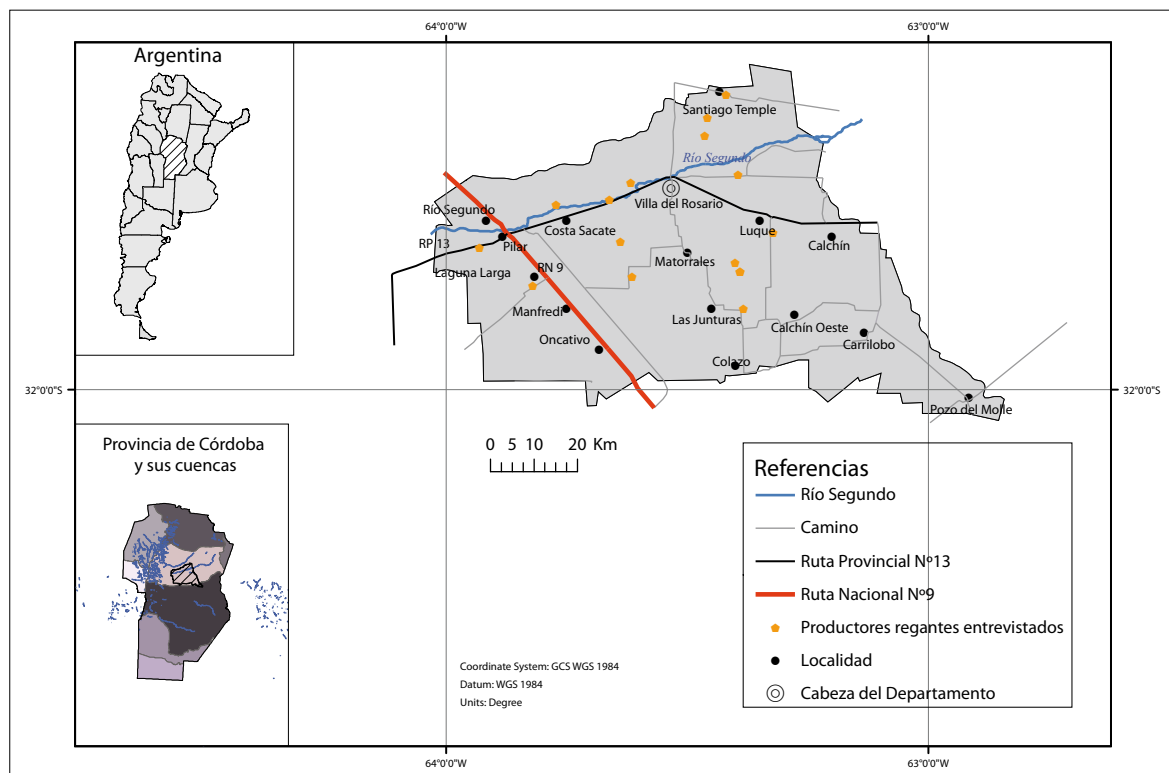 64°0'0"W
63°0'0"W
Argentina
Santiago Temple
Río Segundo
Villa del Rosario
Río Segundo
RP 13
Pilar
Costa Sacate
Luque
Calchín
Laguna Larga
RN 9
Matorrales
Manfredi
Las Junturas
Calchín Oeste
Carrilobo
Oncativo
Colazo
Pozo del Molle
32°0'0"S
32°0'0"S
Provincia de Córdoba
y sus cuencas
0 5 10 20 Km
Referencias
Río Segundo
Camino
Ruta Provincial Nº13
Ruta Nacional Nº9
Productores regantes entrevistados
Localidad
Cabeza del Departamento
Coordinate System: GCS WGS 1984
Datum: WGS 1984
Units: Degree
64°0'0"W
63°0'0"W